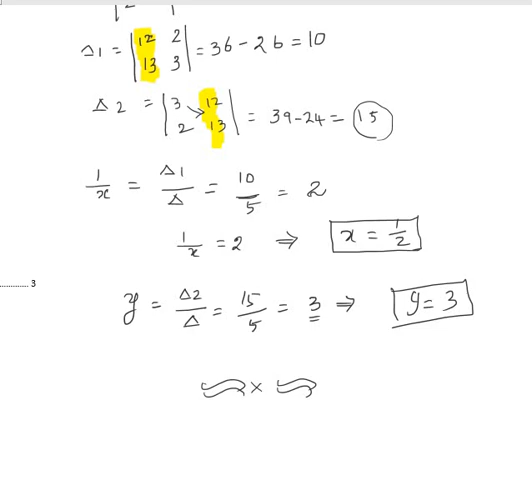 Δ1 = |12 2| = 36 - 26 = 10
|13 3|
Δ2 = |3 12| = 39 - 24 = 15
|2 13|
1/x = Δ1/Δ = 10/5 = 2
1/x = 2 ⇒ x = 1/2
3
y = Δ2/Δ = 15/5 = 3 ⇒ y = 3
×